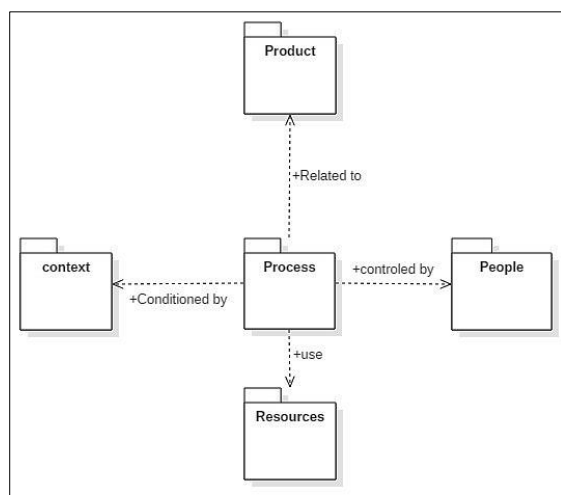 Product
+Related to
context
Process
+controled by
People
+Conditioned by
+use
Resources